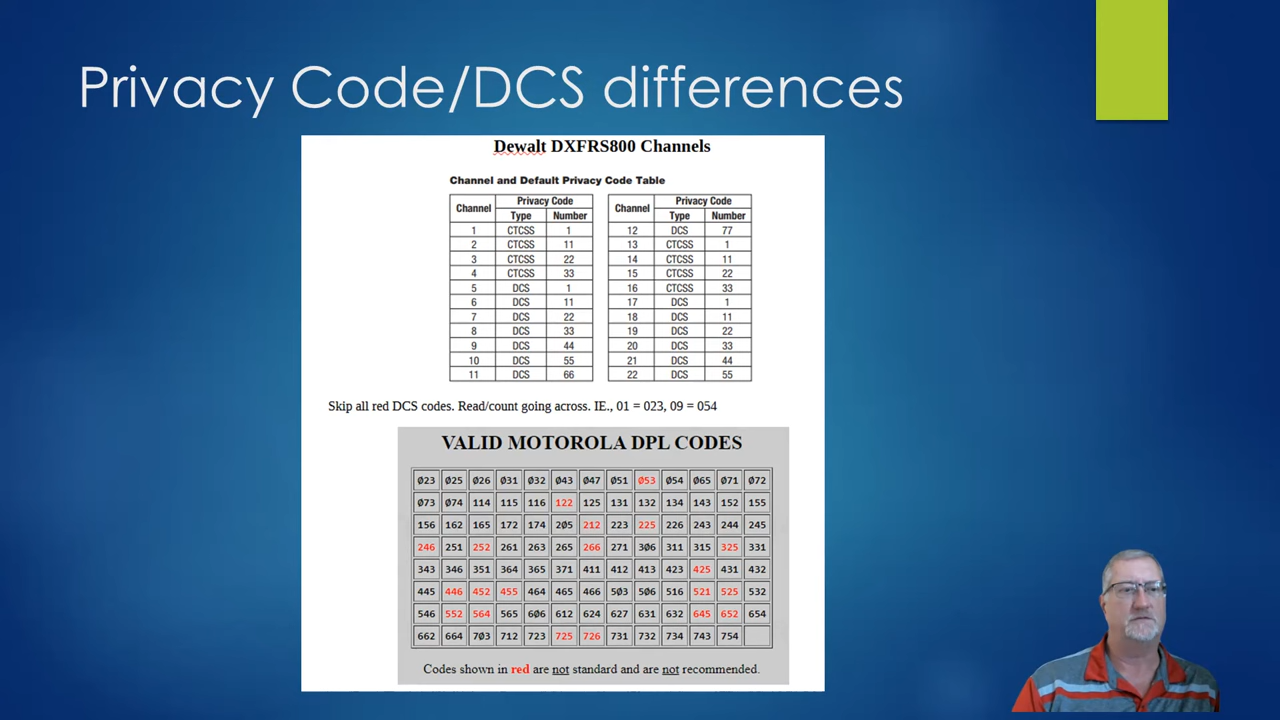 Privacy Code/DCS differences
Dewalt DXFRS800 Channels
Channel and Default Privacy Code Table
Channel Privacy Code
Type Number
1 CTCSS 1
2 CTCSS 11
3 CTCSS 22
4 CTCSS 33
5 DCS 1
6 DCS 11
7 DCS 22
8 DCS 33
9 DCS 44
10 DCS 55
11 DCS 66
Channel Privacy Code
Type Number
12 DCS 77
13 CTCSS 1
14 CTCSS 11
15 CTCSS 22
16 CTCSS 33
17 DCS 1
18 DCS 11
19 DCS 22
20 DCS 33
21 DCS 44
22 DCS 55
Skip all red DCS codes. Read/count going across. IE., 01 = 023, 09 = 054
VALID MOTOROLA DPL CODES
Ø23 Ø25 Ø26 Ø31 Ø32 Ø43 Ø47 Ø51 Ø53 Ø54 Ø65 Ø71 Ø72
Ø73 Ø74 114 115 116 122 125 131 132 134 143 152 155
156 162 165 172 174 2Ø5 212 223 225 226 243 244 245
246 251 252 261 263 265 266 271 3Ø6 311 315 325 331
343 346 351 364 365 371 411 412 413 423 425 431 432
445 446 452 455 464 465 466 5Ø3 5Ø6 516 521 525 532
546 552 564 565 6Ø6 612 624 627 631 632 645 652 654
662 664 7Ø3 712 723 725 726 731 732 734 743 754
Codes shown in red are not standard and are not recommended.